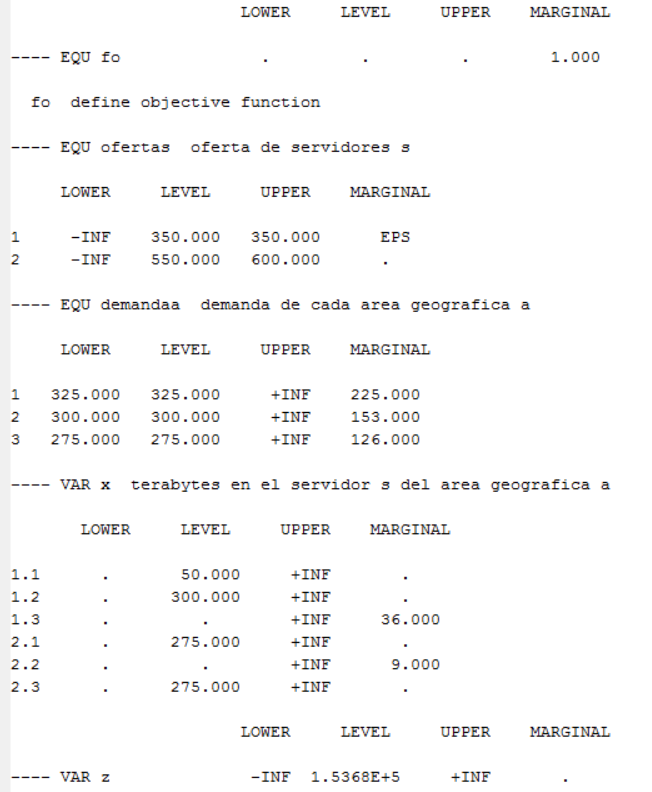 LOWER LEVEL UPPER MARGINAL
---- EQU fo . . . 1.000
fo define objective function
---- EQU ofertas oferta de servidores s
LOWER LEVEL UPPER MARGINAL
1 -INF 350.000 350.000 EPS
2 -INF 550.000 600.000 .
---- EQU demandaa demanda de cada area geografica a
LOWER LEVEL UPPER MARGINAL
1 325.000 325.000 +INF 225.000
2 300.000 300.000 +INF 153.000
3 275.000 275.000 +INF 126.000
---- VAR x terabytes en el servidor s del area geografica a
LOWER LEVEL UPPER MARGINAL
1.1 . 50.000 +INF .
1.2 . 300.000 +INF .
1.3 . . +INF 36.000
2.1 . 275.000 +INF .
2.2 . . +INF 9.000
2.3 . 275.000 +INF .
LOWER LEVEL UPPER MARGINAL
---- VAR z -INF 1.5368E+5 +INF .